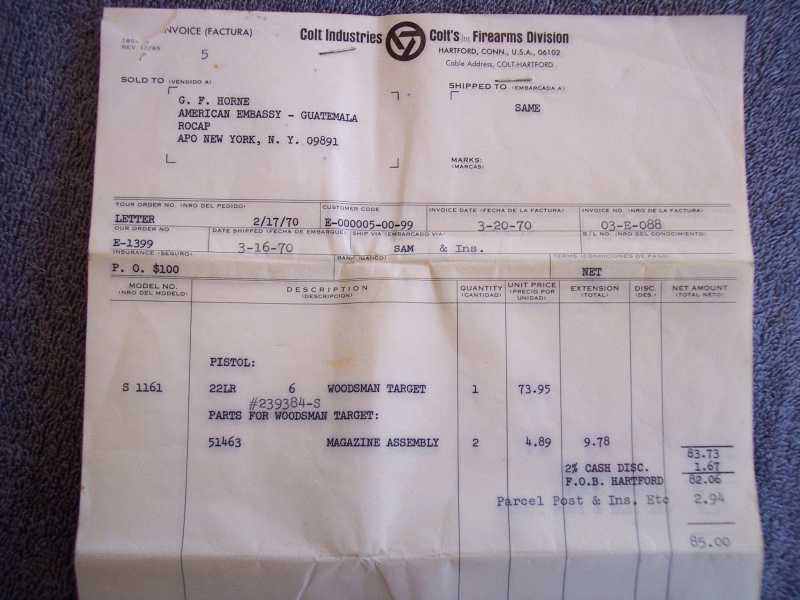 INVOICE (FACTURA)
REV 12/65
5
Colt Industries Colt's Inc. Firearms Division
HARTFORD, CONN., U.S.A., 06102
Cable Address, COLT-HARTFORD
SOLD TO (VENDIDO A)
G. F. HORNE
AMERICAN EMBASSY - GUATEMALA
ROCAP
APO NEW YORK, N. Y. 09891
SHIPPED TO (EMBARCADA A)
SAME
MARKS:
(MARCAS)
YOUR ORDER NO. (NRO DEL PEDIDO) CUSTOMER CODE INVOICE DATE (FECHA DE LA FACTURA) INVOICE NO. (NRO DE LA FACTURA)
LETTER 2/17/70 E-000005-00-99 3-20-70 03-E-088
OUR ORDER NO. DATE SHIPPED (FECHA DE EMBARQUE) SHIP VIA (EMBARCADO VIA) B/L NO. (NRO DEL CONOCIMIENTO)
E-1399 3-16-70 SAM & Ins.
INSURANCE (SEGURO) BANK (BANCO) TERMS (CONDICIONES DE PAGO)
P. O. $100 NET
MODEL NO. DESCRIPTION QUANTITY UNIT PRICE EXTENSION DISC. NET AMOUNT
(NRO DEL MODELO) (DESCRIPCION) (CANTIDAD) (PRECIO POR UNIDAD) (TOTAL) (DES.) (TOTAL NETO)
PISTOL:
S 1161 22LR 6 WOODSMAN TARGET 1 73.95
#239384-S
PARTS FOR WOODSMAN TARGET:
51463 MAGAZINE ASSEMBLY 2 4.89 9.78
83.73
2% CASH DISC. 1.67
F.O.B. HARTFORD 82.06
Parcel Post & Ins. Etc 2.94
85.00